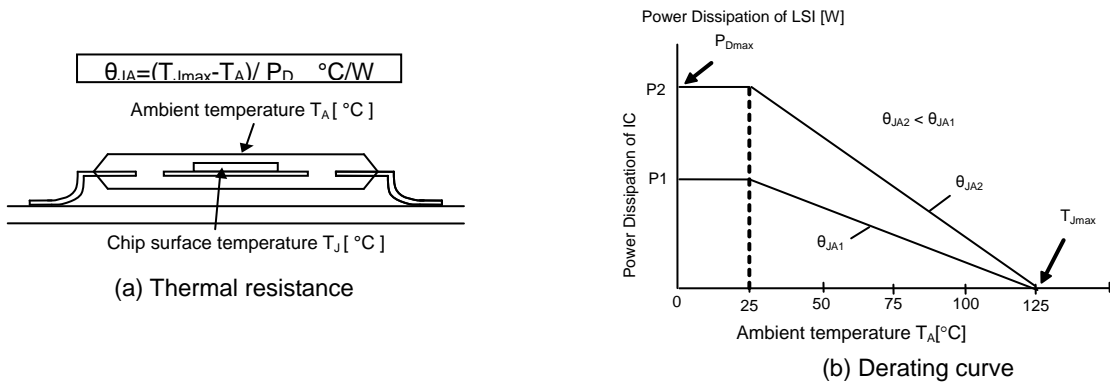 θJA=(TJmax-TA)/ PD °C/W
Ambient temperature TA [ °C ]
Chip surface temperature TJ [ °C ]
(a) Thermal resistance
Power Dissipation of LSI [W]
PDmax
P2
θJA2 < θJA1
Power Dissipation of IC
P1
θJA2
TJmax
θJA1
0 25 50 75 100 125
Ambient temperature TA[°C]
(b) Derating curve